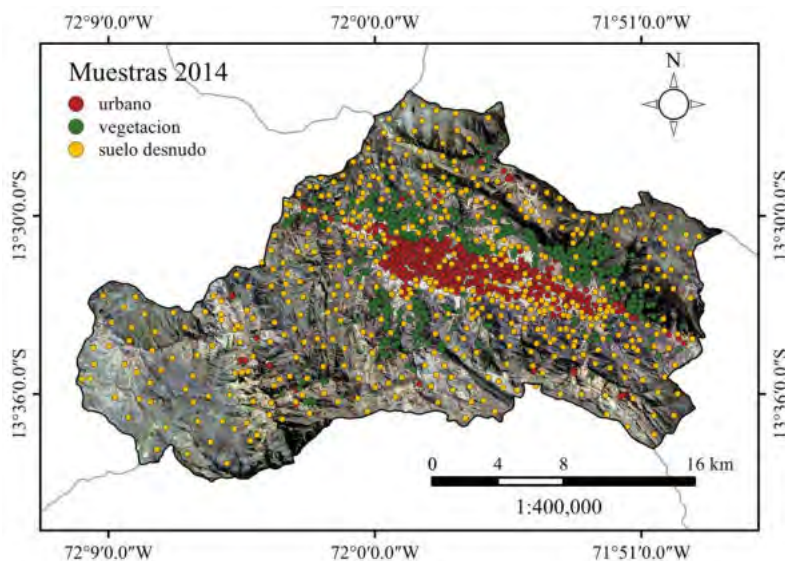 72°9'0.0"W 72°0'0.0"W 71°51'0.0"W
Muestras 2014
urbano
vegetacion
suelo desnudo
N
13°30'0.0"S
13°30'0.0"S
13°36'0.0"S
13°36'0.0"S
0 4 8 16 km
1:400,000
72°9'0.0"W 72°0'0.0"W 71°51'0.0"W